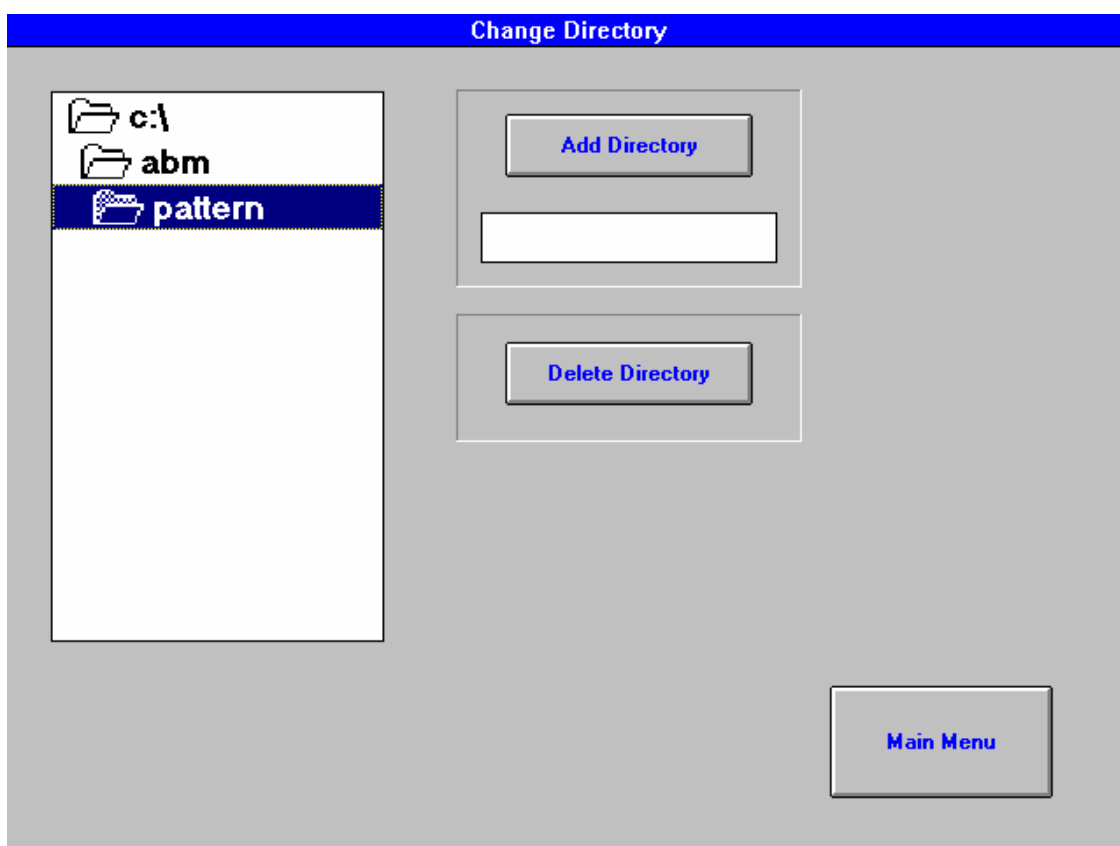 Change Directory
c:\
abm
pattern
Add Directory
Delete Directory
Main Menu